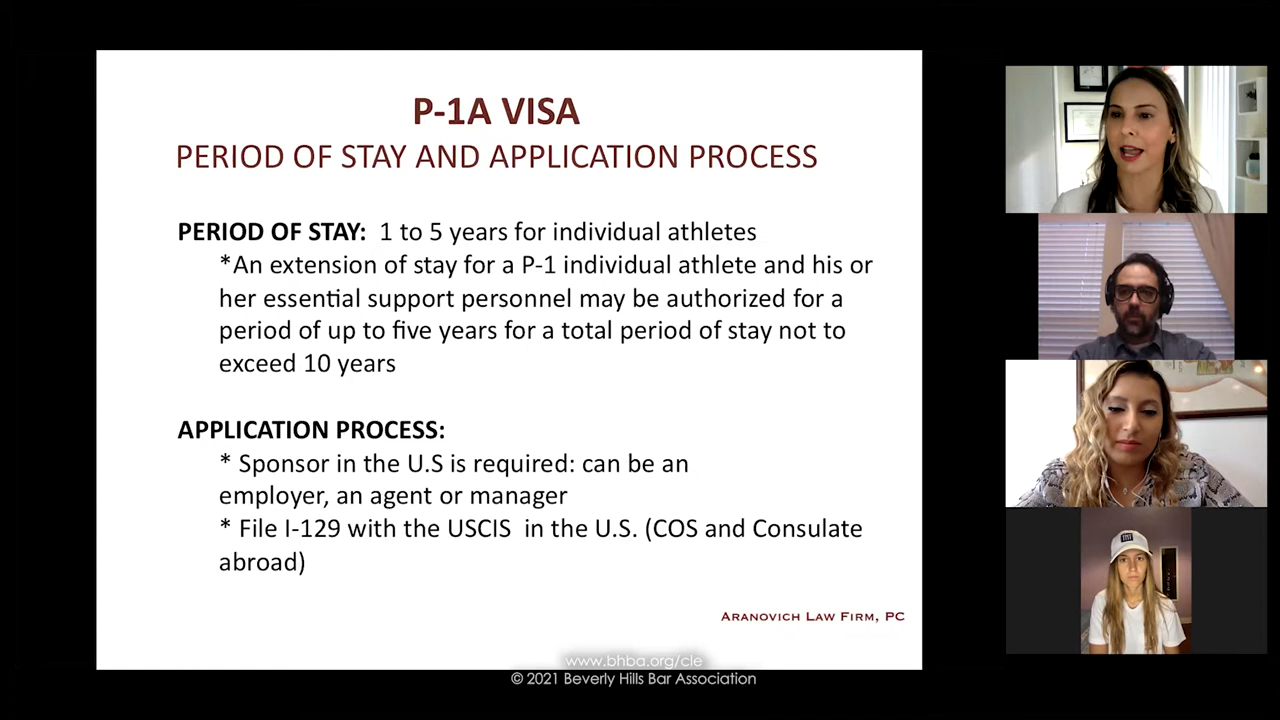 P-1A VISA
PERIOD OF STAY AND APPLICATION PROCESS
PERIOD OF STAY:  1 to 5 years for individual athletes
*An extension of stay for a P-1 individual athlete and his or
her essential support personnel may be authorized for a
period of up to five years for a total period of stay not to
exceed 10 years
APPLICATION PROCESS:
* Sponsor in the U.S is required: can be an
employer, an agent or manager
* File I-129 with the USCIS  in the U.S. (COS and Consulate
abroad)
ARANOVICH LAW FIRM, PC
www.bhba.org/cle
© 2021 Beverly Hills Bar Association